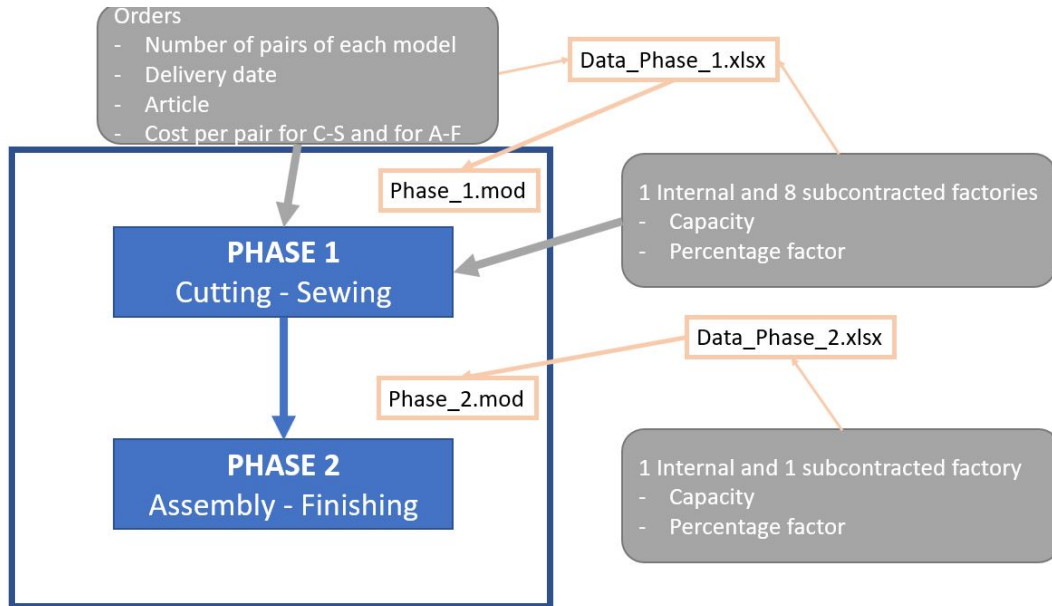 Orders
- Number of pairs of each model
- Delivery date
- Article
- Cost per pair for C-S and for A-F
Data_Phase_1.xlsx
Phase_1.mod
1 Internal and 8 subcontracted factories
- Capacity
- Percentage factor
PHASE 1
Cutting - Sewing
Data_Phase_2.xlsx
Phase_2.mod
PHASE 2
Assembly - Finishing
1 Internal and 1 subcontracted factory
- Capacity
- Percentage factor